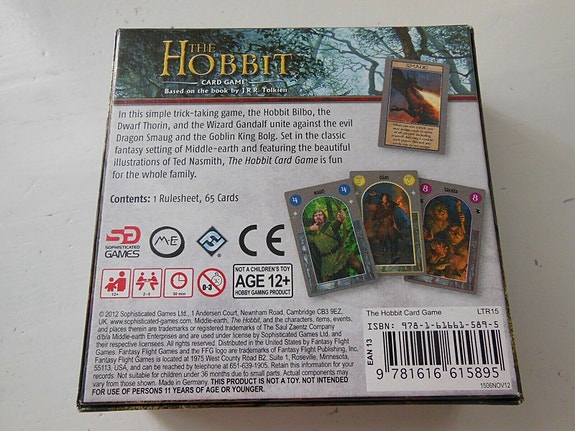 THE
HOBBIT
CARD GAME
Based on the book by J.R.R. Tolkien
In this simple trick-taking game, the Hobbit Bilbo, the
Dwarf Thorin, and the Wizard Gandalf unite against the evil
Dragon Smaug and the Goblin King Bolg. Set in the classic
fantasy setting of Middle-earth and featuring the beautiful
illustrations of Ted Nasmith, The Hobbit Card Game is fun
for the whole family.
Contents: 1 Rulesheet, 65 Cards
SMAUG
4
4
8
8
SG
SOPHISTICATED
GAMES
ME
CE
12+
2-5
30 min
0-3
NOT A CHILDREN'S TOY
AGE 12+
HOBBY GAMING PRODUCT
© 2012 Sophisticated Games Ltd., 1 Andersen Court, Newnham Road, Cambridge CB3 9EZ,
UK, www.sophisticatedgames.com. Middle-earth, The Hobbit, and the characters, items, events,
and places therein are trademarks or registered trademarks of The Saul Zaentz Company
d/b/a Middle-earth Enterprises and are used under license by Sophisticated Games Ltd. and
their respective licensees. All rights reserved. Distributed in the United States by Fantasy Flight
Games. Fantasy Flight Games and the FFG logo are trademarks of Fantasy Flight Publishing, Inc.
Fantasy Flight Games is located at 1975 West County Road B2, Suite 1, Roseville, Minnesota,
55113, USA, and can be reached by telephone at 651-639-1905. Retain this information for your
records. Not suitable for children under 36 months due to small parts. Actual components may
vary from those shown. Made in Germany. THIS PRODUCT IS NOT A TOY. NOT INTENDED
FOR USE OF PERSONS 11 YEARS OF AGE OR YOUNGER.
The Hobbit Card Game LTR15
ISBN: 978-1-61661-589-5
EAN 13
9 781616 615895
1506NOV12